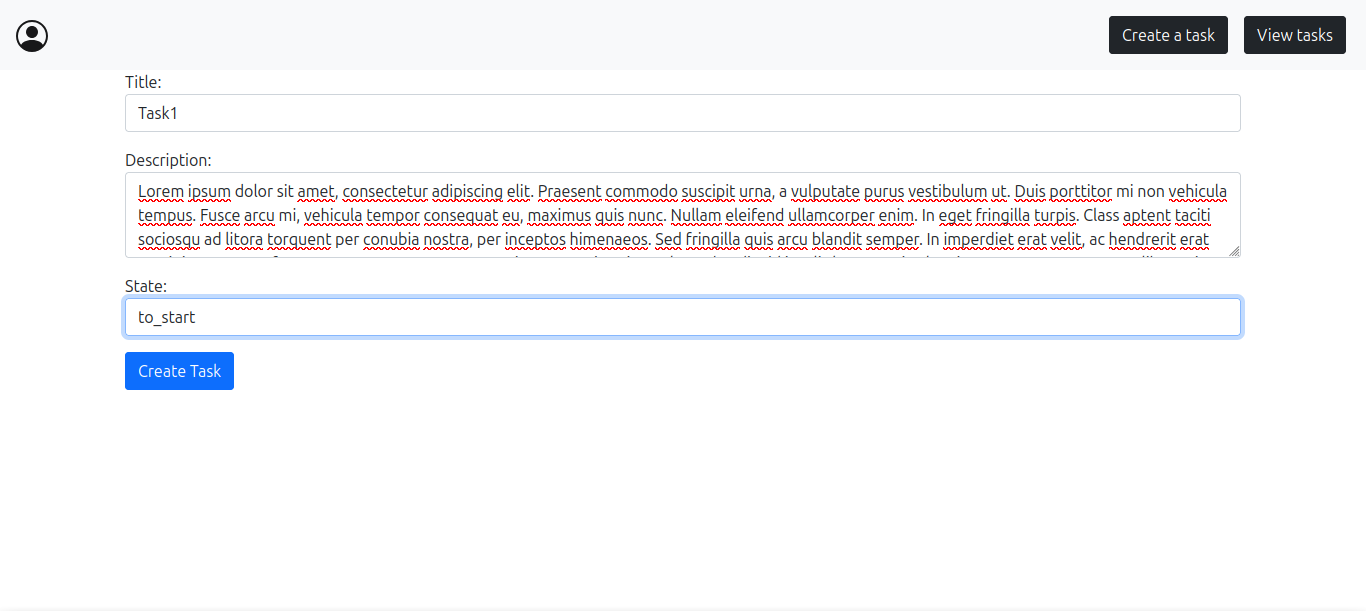 Create a task
View tasks
Title:
Task1
Description:
Lorem ipsum dolor sit amet, consectetur adipiscing elit. Praesent commodo suscipit urna, a vulputate purus vestibulum ut. Duis porttitor mi non vehicula
tempus. Fusce arcu mi, vehicula tempor consequat eu, maximus quis nunc. Nullam eleifend ullamcorper enim. In eget fringilla turpis. Class aptent taciti
sociosqu ad litora torquent per conubia nostra, per inceptos himenaeos. Sed fringilla quis arcu blandit semper. In imperdiet erat velit, ac hendrerit erat
State:
to_start
Create Task